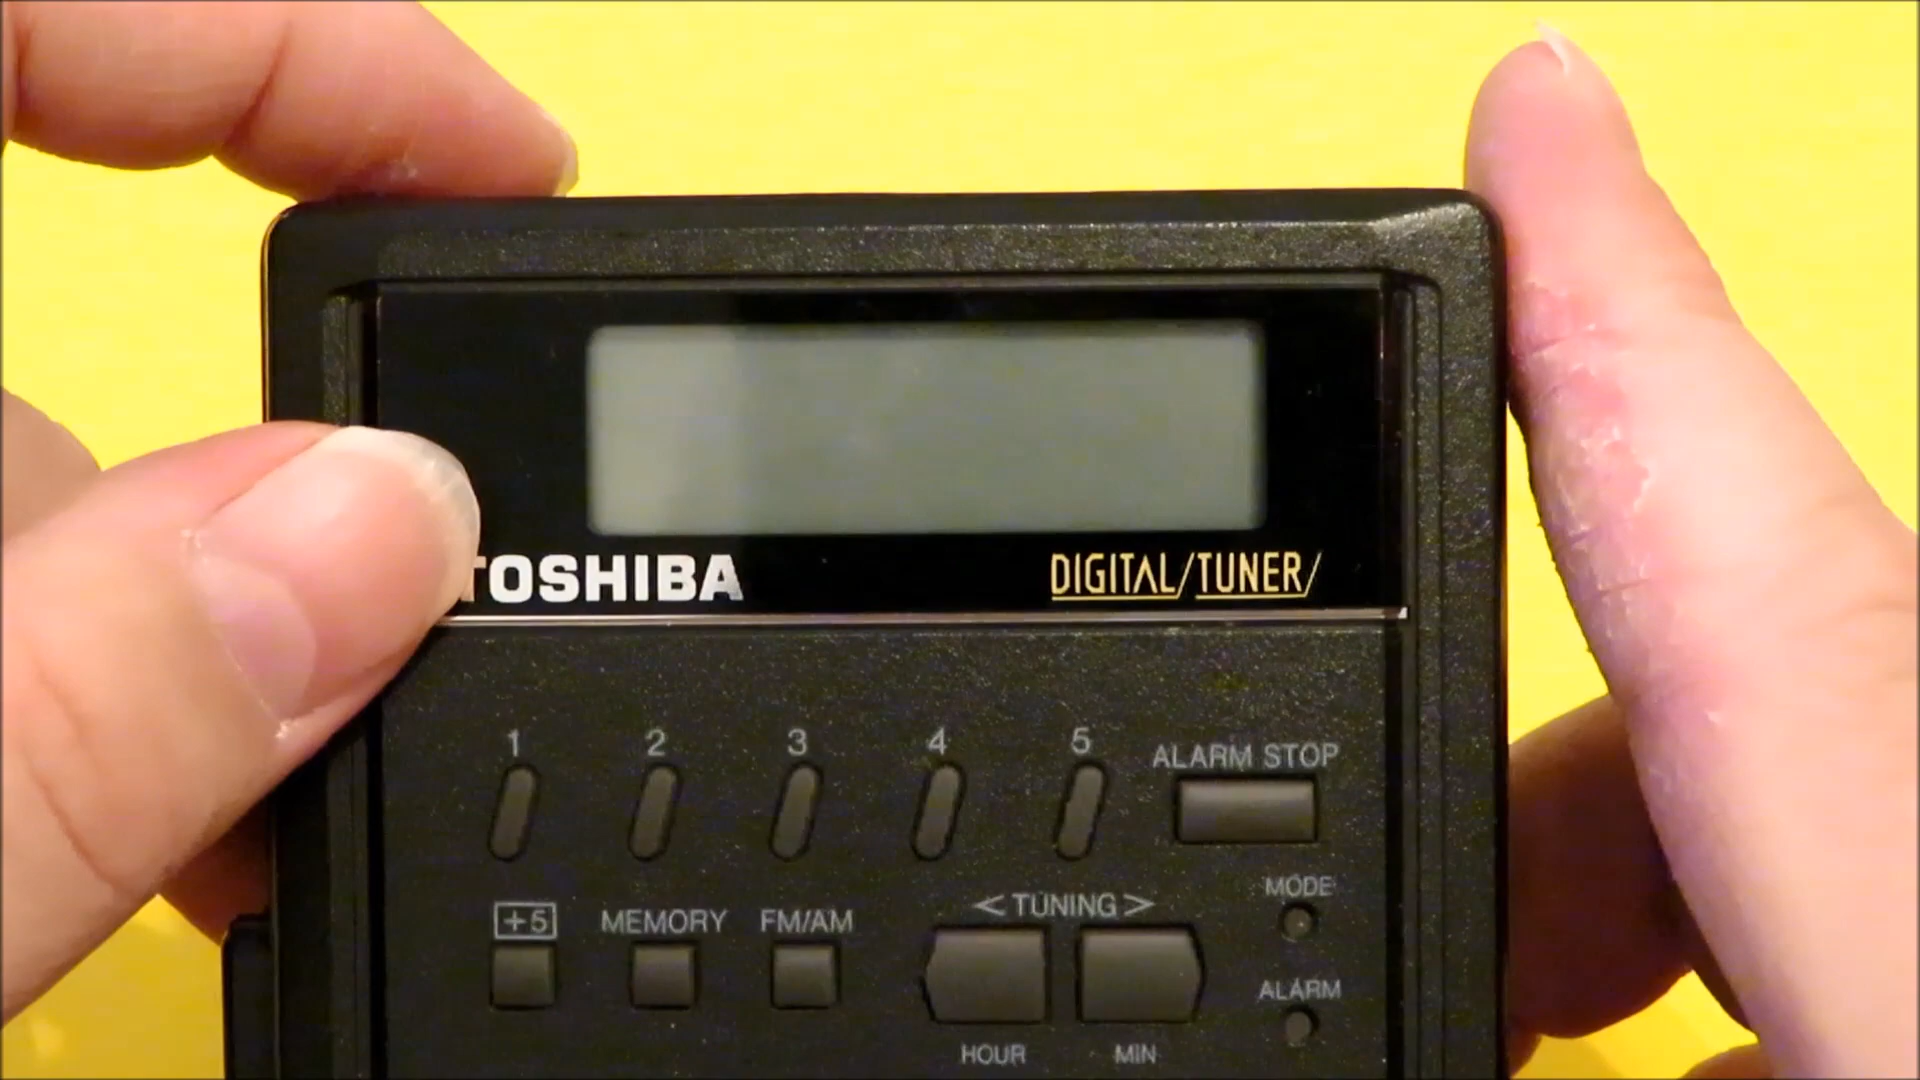 TOSHIBA
DIGITAL/TUNER/
1 2 3 4 5 ALARM STOP
+5 MEMORY FM/AM < TUNING > MODE
ALARM
HOUR MIN